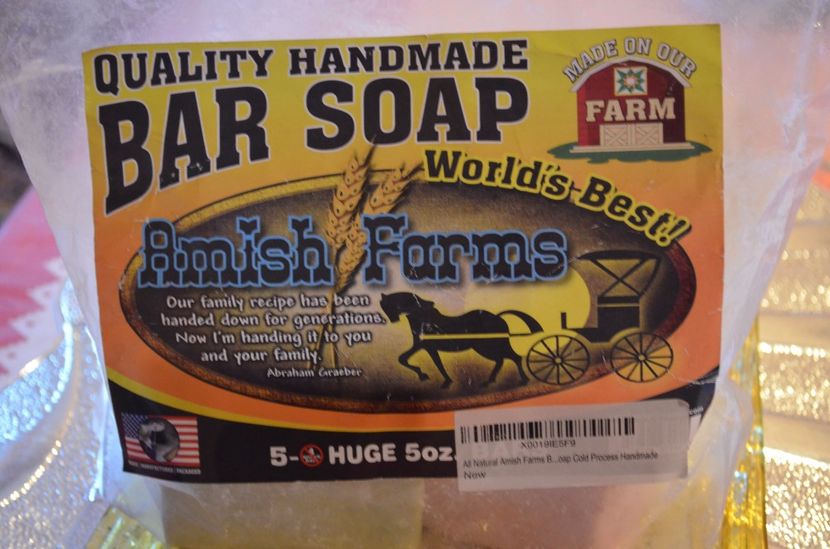 QUALITY HANDMADE
BAR SOAP
MADE ON OUR
FARM
World's Best!
Amish Farms
Our family recipe has been
handed down for generations.
Now I'm handing it to you
and your family.
Abraham Graeber
5- HUGE 5oz.
X0019IE5F9
All Natural Amish Farms B...oap Cold Process Handmade
New